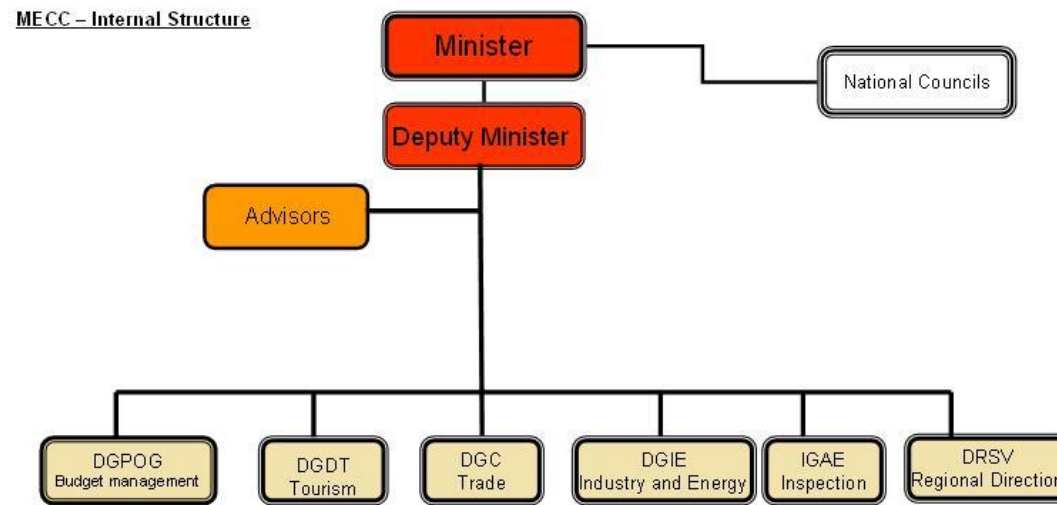 MECC – Internal Structure
Minister
National Councils
Deputy Minister
Advisors
DGPOG
Budget management
DGDT
Tourism
DGC
Trade
DGIE
Industry and Energy
IGAE
Inspection
DRSV
Regional Direction